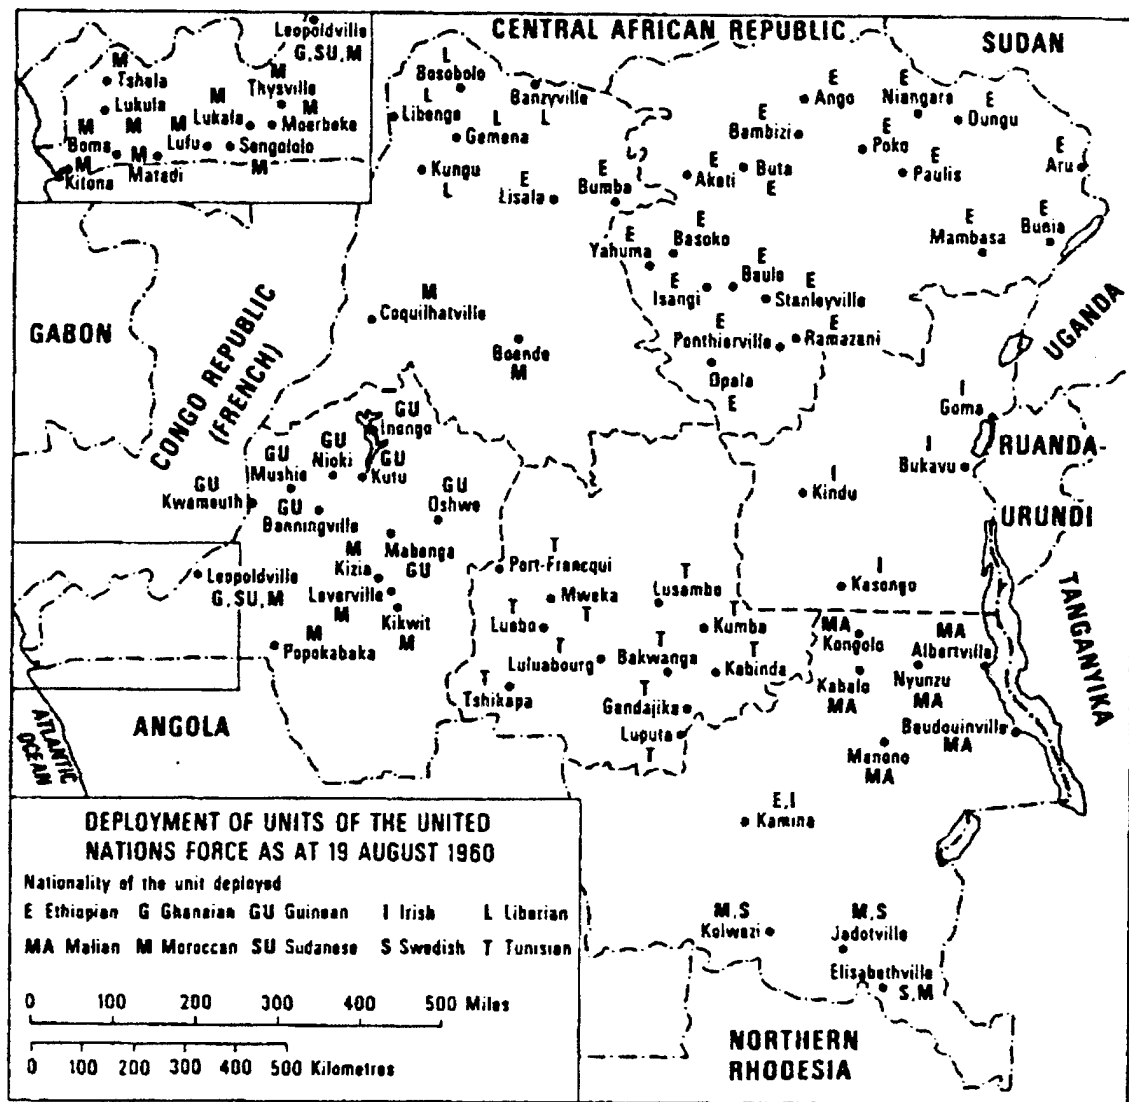 Leopoldville
G,SU,M
M
Tshela
M
Thysville
Lukula
M
M
Lukala
M
Moerbeke
M
M
Boma
Lufu
Songololo
M
M
Kitona
M
Matadi
M
CENTRAL AFRICAN REPUBLIC
SUDAN
L
Bosobolo
Banzyville
L
Libenge
L
L
Gemena
Kungu
L
E
Lisala
E
Bumba
E
Ango
E
Niangara
E
Dungu
E
Bambizi
E
Poko
E
Aru
E
Paulis
E
Aketi
Buta
E
E
Basoko
E
Yahuma
E
Mambasa
E
Bunia
E
Isangi
E
Baulo
E
Stanleyville
E
Ponthierville
E
Ramazani
Opala
E
GABON
CONGO REPUBLIC
(FRENCH)
M
Coquilhatville
Boende
M
UGANDA
I
Goma
RUANDA-
URUNDI
I
Bukavu
I
Kindu
I
Kasongo
TANGANYIKA
GU
Inongo
GU
Nioki
GU
Kutu
GU
Mushie
GU
Kwamouth
GU
Banningville
GU
Oshwe
Mabenga
GU
M
Kizia
Leverville
M
Kikwit
M
Leopoldville
G,SU,M
M
Popokabaka
T
Port-Francqui
T
Mweka
T
Luebo
T
Lusambo
T
Kumba
T
Luluabourg
T
Bakwanga
T
Kabinda
T
Tshikapa
T
Gandajika
Luputa
T
MA
Kongolo
MA
Albertville
Kabalo
MA
Nyunzu
MA
Baudouinville
MA
Manono
MA
E,I
Kamina
M,S
Kolwezi
M,S
Jadotville
Elisabethville
S,M
ANGOLA
ATLANTIC
OCEAN
NORTHERN
RHODESIA
DEPLOYMENT OF UNITS OF THE UNITED
NATIONS FORCE AS AT 19 AUGUST 1960
Nationality of the unit deployed
E Ethiopian G Ghanaian GU Guinean I Irish L Liberian
MA Malian M Moroccan SU Sudanese S Swedish T Tunisian
0 100 200 300 400 500 Miles
0 100 200 300 400 500 Kilometres